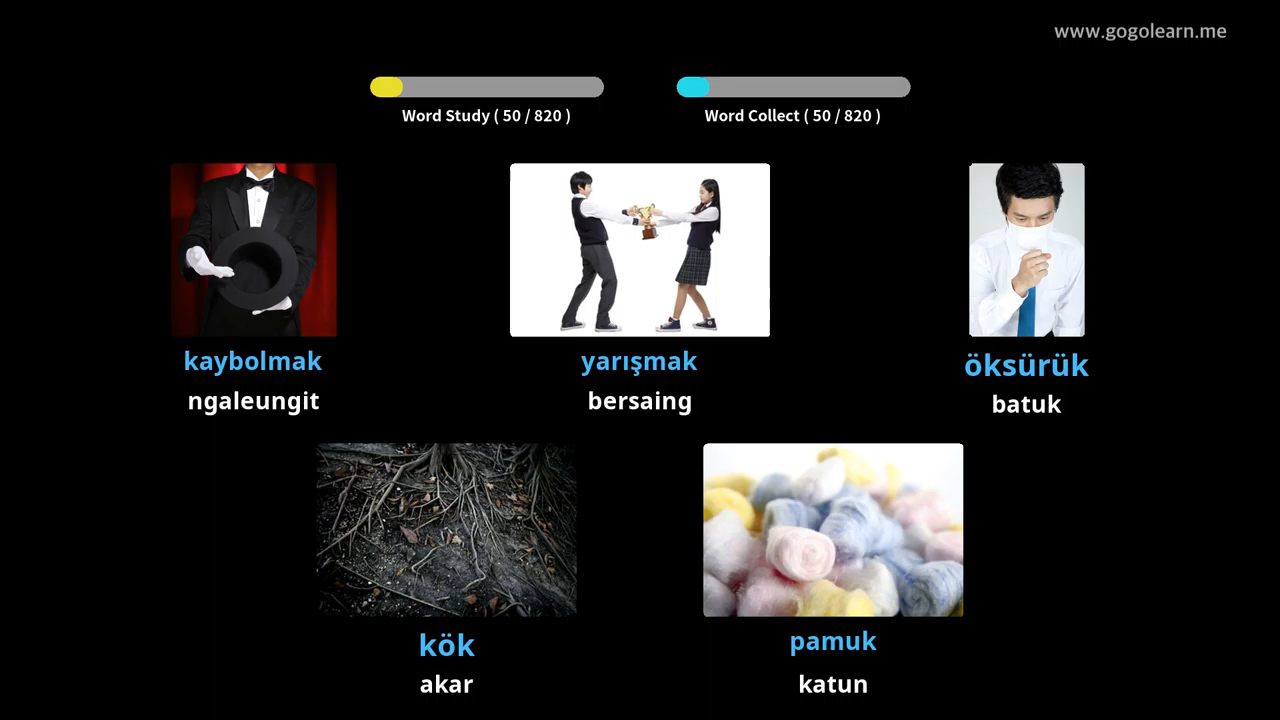 www.gogolearn.me
Word Study ( 50 / 820 )
Word Collect ( 50 / 820 )
kaybolmak
ngaleungit
yarışmak
bersaing
öksürük
batuk
kök
akar
pamuk
katun